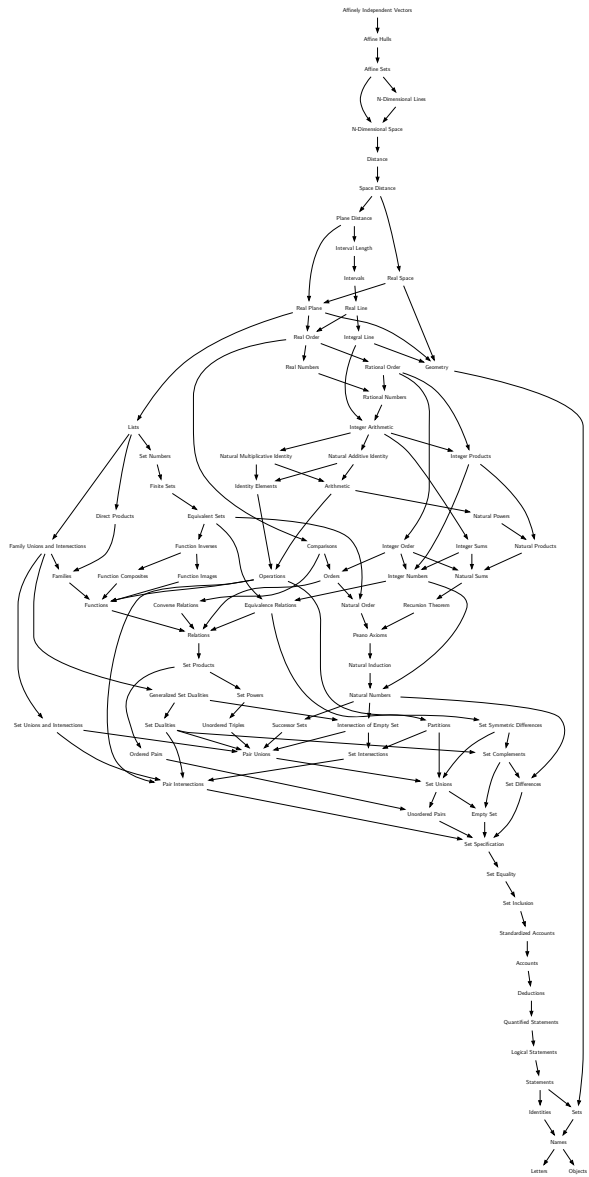 Affinely Independent Vectors
Affine Hulls
Affine Sets
N-Dimensional Lines
N-Dimensional Space
Distance
Space Distance
Plane Distance
Interval Length
Intervals Real Space
Real Plane Real Line
Real Order Integral Line
Real Numbers Rational Order Geometry
Rational Numbers
Lists Integer Arithmetic
Set Numbers Natural Multiplicative Identity Natural Additive Identity Integer Products
Finite Sets Identity Elements Arithmetic
Direct Products Equivalent Sets Natural Powers
Family Unions and Intersections Function Inverses Comparisons Integer Order Integer Sums Natural Products
Families Function Composites Function Images Operations Orders Integer Numbers Natural Sums
Functions Converse Relations Equivalence Relations Natural Order Recursion Theorem
Relations Peano Axioms
Set Products Natural Induction
Generalized Set Dualities Set Powers Natural Numbers
Set Unions and Intersections Set Dualities Unordered Triples Successor Sets Intersection of Empty Set Partitions Set Symmetric Differences
Ordered Pairs Pair Unions Set Intersections Set Complements
Pair Intersections Set Unions Set Differences
Unordered Pairs Empty Set
Set Specification
Set Equality
Set Inclusion
Standardized Accounts
Accounts
Deductions
Quantified Statements
Logical Statements
Statements
Identities Sets
Names
Letters Objects